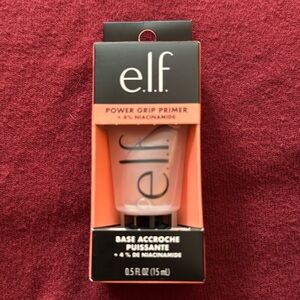 e.l.f.
POWER GRIP PRIMER
+ 4% NIACINAMIDE
e.l.f.
BASE ACCROCHE
PUISSANTE
+ 4 % DE NIACINAMIDE
0.5 FL OZ (15 mL)